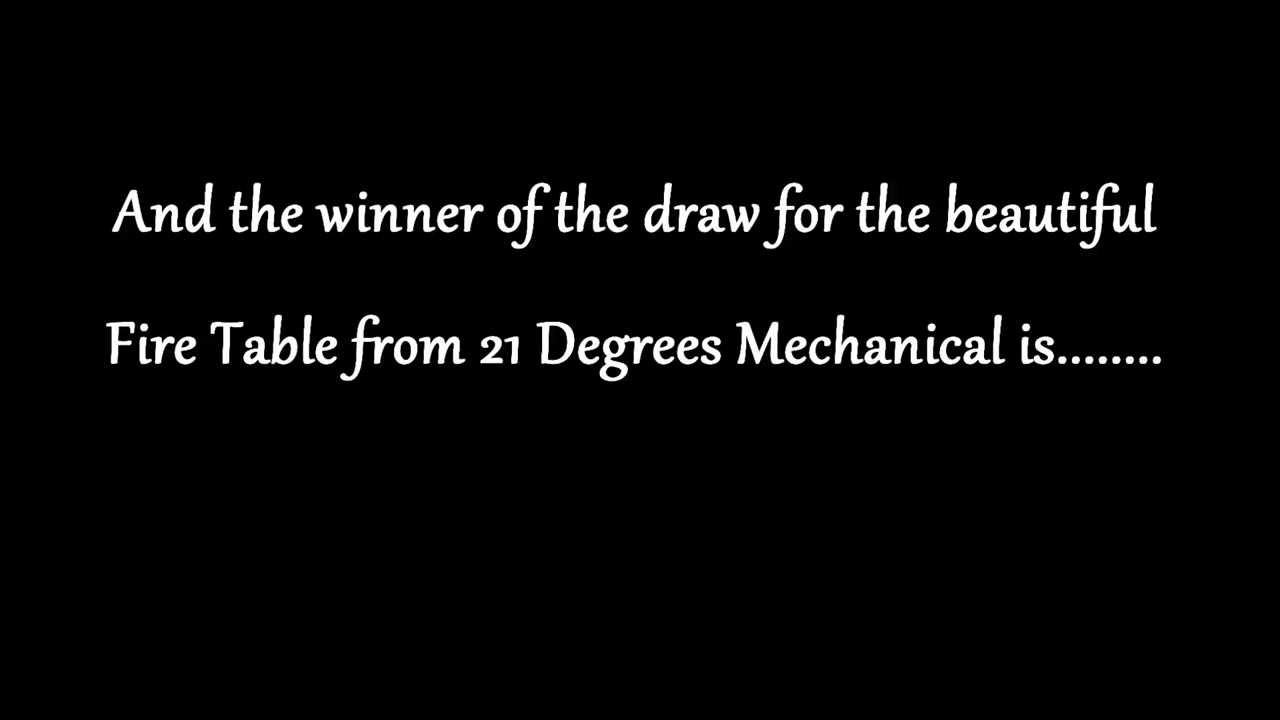 And the winner of the draw for the beautiful
Fire Table from 21 Degrees Mechanical is........